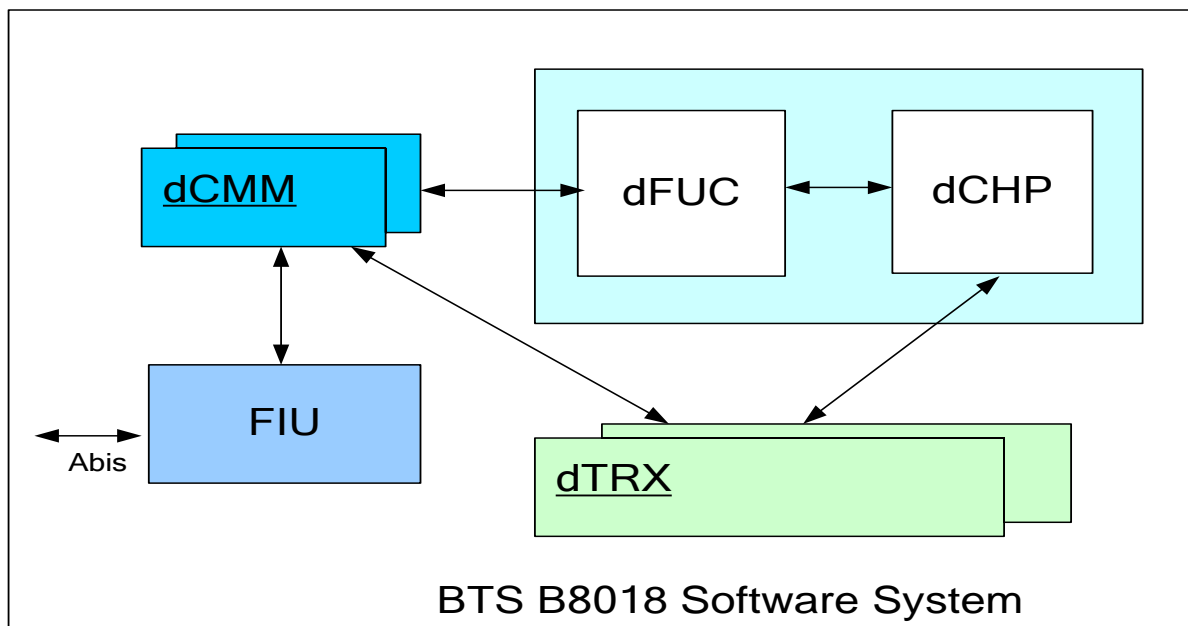 dCMM
dFUC
dCHP
FIU
Abis
dTRX
BTS B8018 Software System